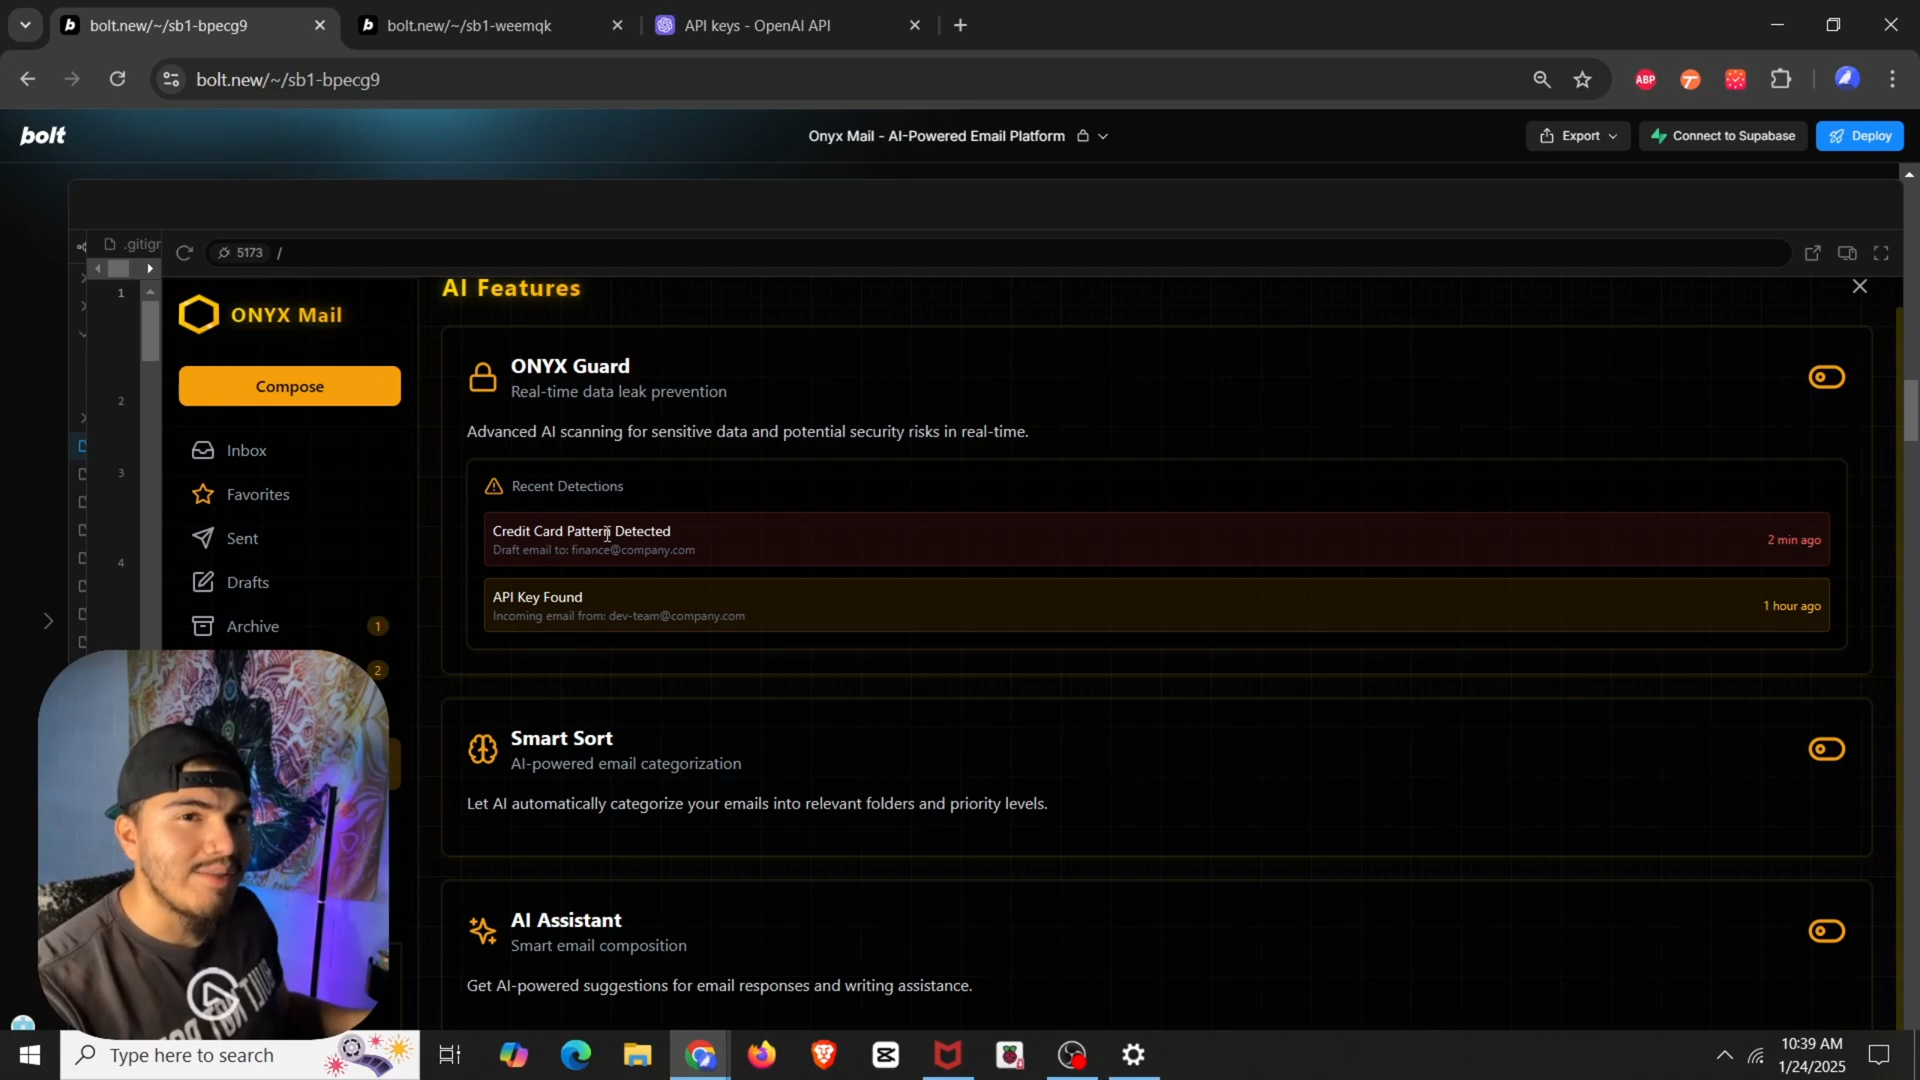 bolt.new/~/sb1-bpecg9
bolt.new/~/sb1-weemqk
API keys - OpenAI API
bolt.new/~/sb1-bpecg9
ABP
bolt
Onyx Mail - AI-Powered Email Platform
Export
Connect to Supabase
Deploy
.gitign
5173 /
1
2
3
4
ONYX Mail
Compose
Inbox
Favorites
Sent
Drafts
Archive 1
2
AI Features
ONYX Guard
Real-time data leak prevention
Advanced AI scanning for sensitive data and potential security risks in real-time.
Recent Detections
Credit Card Pattern Detected
Draft email to: finance@company.com
2 min ago
API Key Found
Incoming email from: dev-team@company.com
1 hour ago
Smart Sort
AI-powered email categorization
Let AI automatically categorize your emails into relevant folders and priority levels.
AI Assistant
Smart email composition
Get AI-powered suggestions for email responses and writing assistance.
Type here to search
10:39 AM
1/24/2025